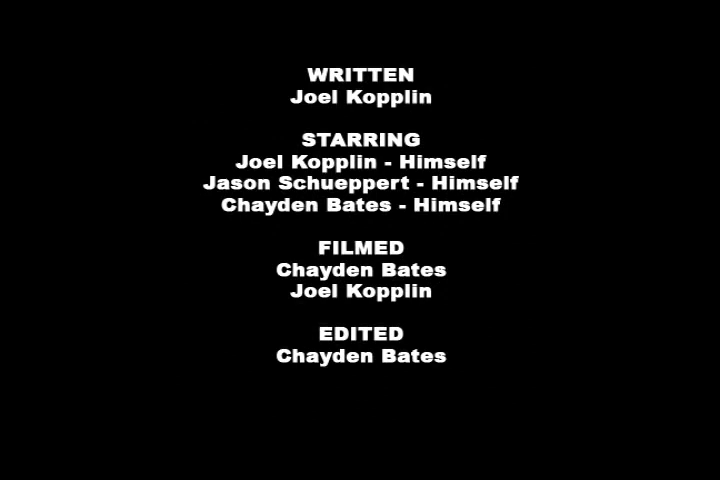 WRITTEN
Joel Kopplin
STARRING
Joel Kopplin - Himself
Jason Schueppert - Himself
Chayden Bates - Himself
FILMED
Chayden Bates
Joel Kopplin
EDITED
Chayden Bates